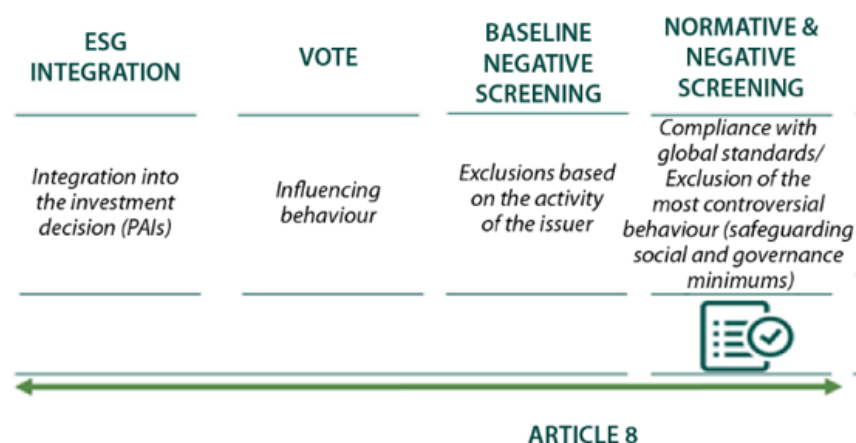 ESG
INTEGRATION
VOTE
BASELINE
NEGATIVE
SCREENING
NORMATIVE &
NEGATIVE
SCREENING
Integration into
the investment
decision (PAIs)
Influencing
behaviour
Exclusions based
on the activity
of the issuer
Compliance with
global standards/
Exclusion of the
most controversial
behaviour (safeguarding
social and governance
minimums)
ARTICLE 8